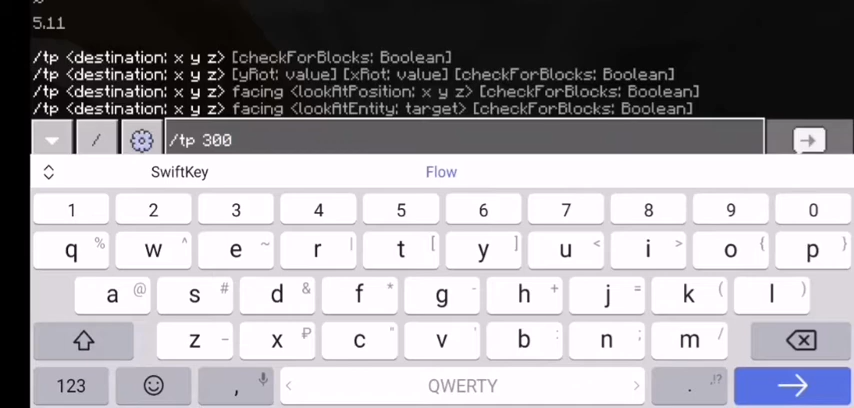 ~
5.11
/tp <destination: x y z> [checkForBlocks: Boolean]
/tp <destination: x y z> [yRot: value] [xRot: value] [checkForBlocks: Boolean]
/tp <destination: x y z> facing <lookAtPosition: x y z> [checkForBlocks: Boolean]
/tp <destination: x y z> facing <lookAtEntity: target> [checkForBlocks: Boolean]
/ /tp 300
SwiftKey Flow
1 2 3 4 5 6 7 8 9 0
q % w ^ e ~ r | t [ y ] u < i > o { p }
a @ s # d & f * g - h + j = k ( l )
z _ x ₽ c " v ' b : n ; m /
123 , < QWERTY > . ,!?